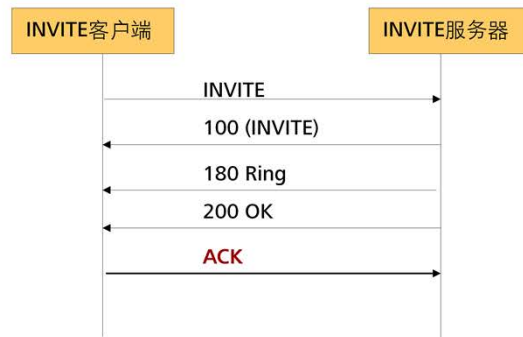 INVITE客户端
INVITE服务器
INVITE
100 (INVITE)
180 Ring
200 OK
ACK